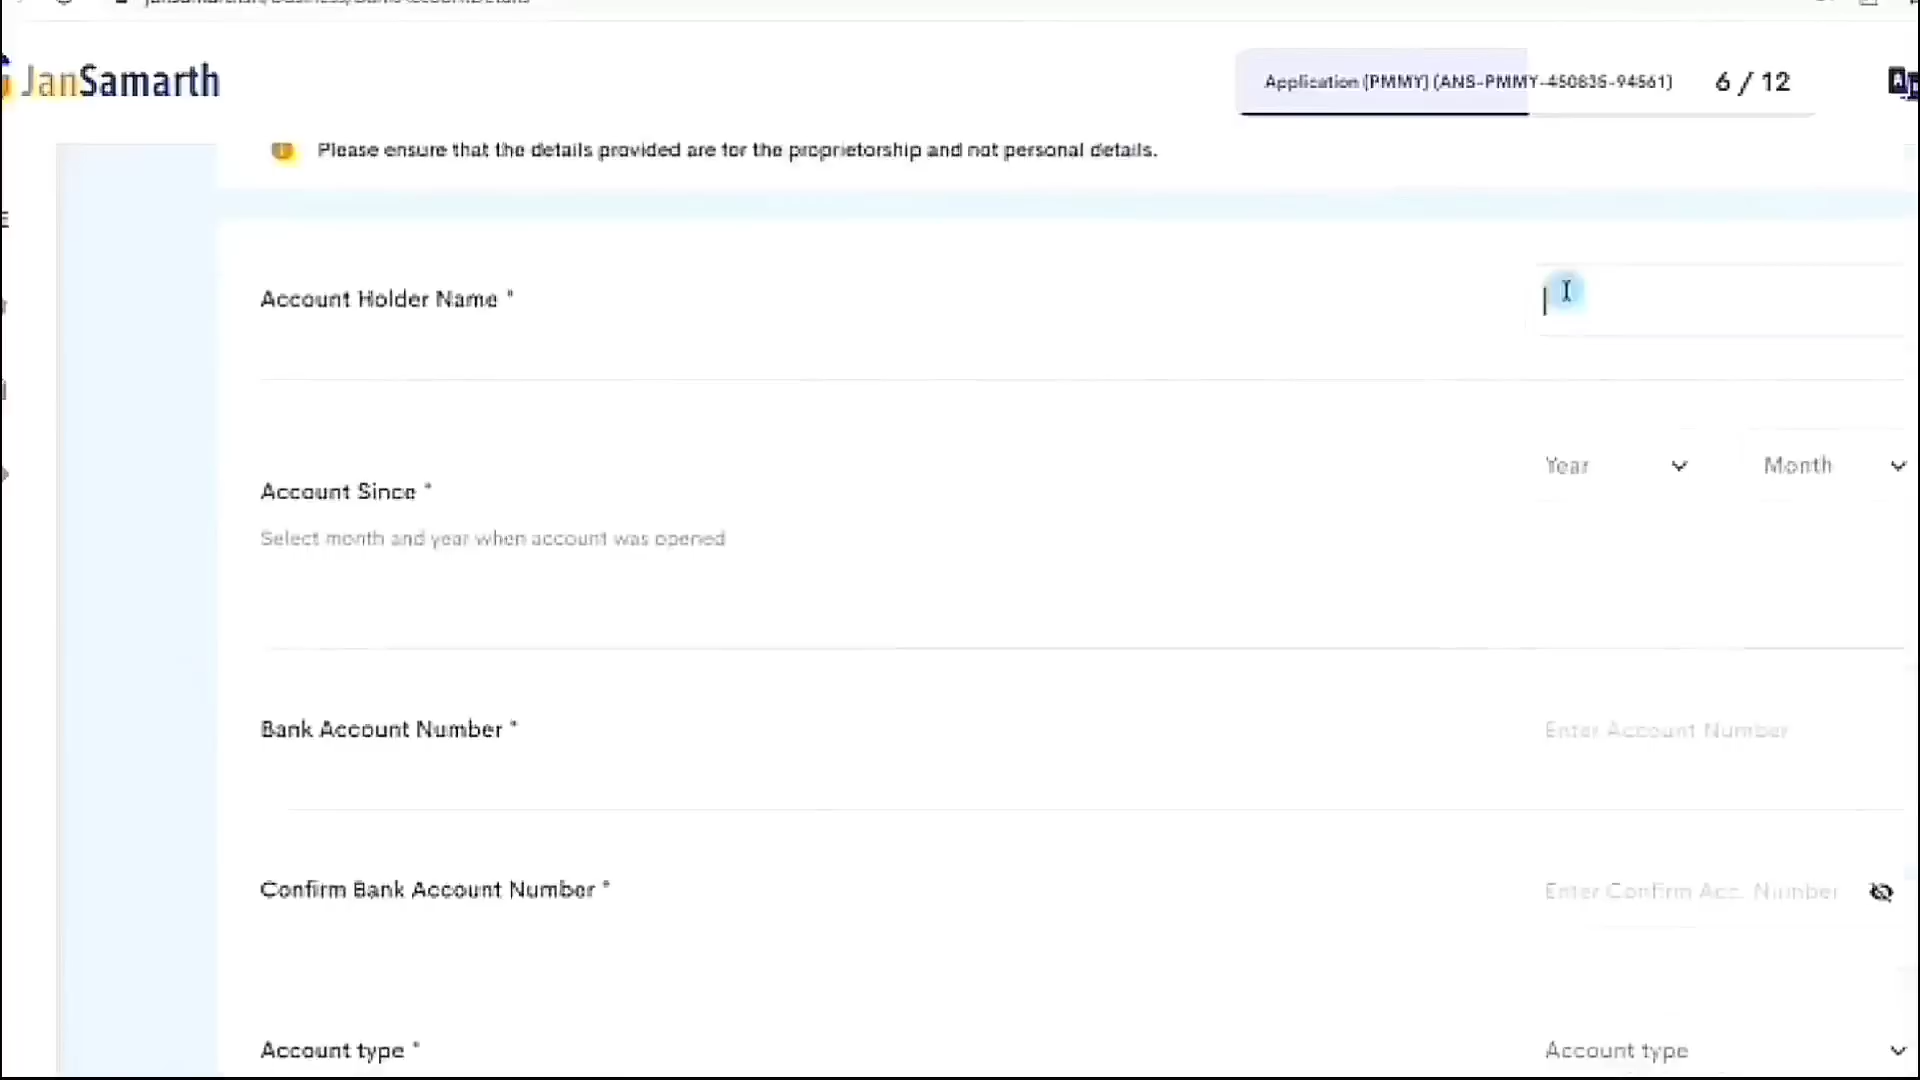 JanSamarth
Application (PMMY) (ANS-PMMY-450835-94561) 6 / 12
Please ensure that the details provided are for the proprietorship and not personal details.
Account Holder Name *
Year Month
Account Since *
Select month and year when account was opened
Bank Account Number * Enter Account Number
Confirm Bank Account Number * Enter Confirm Acc. Number
Account type * Account type